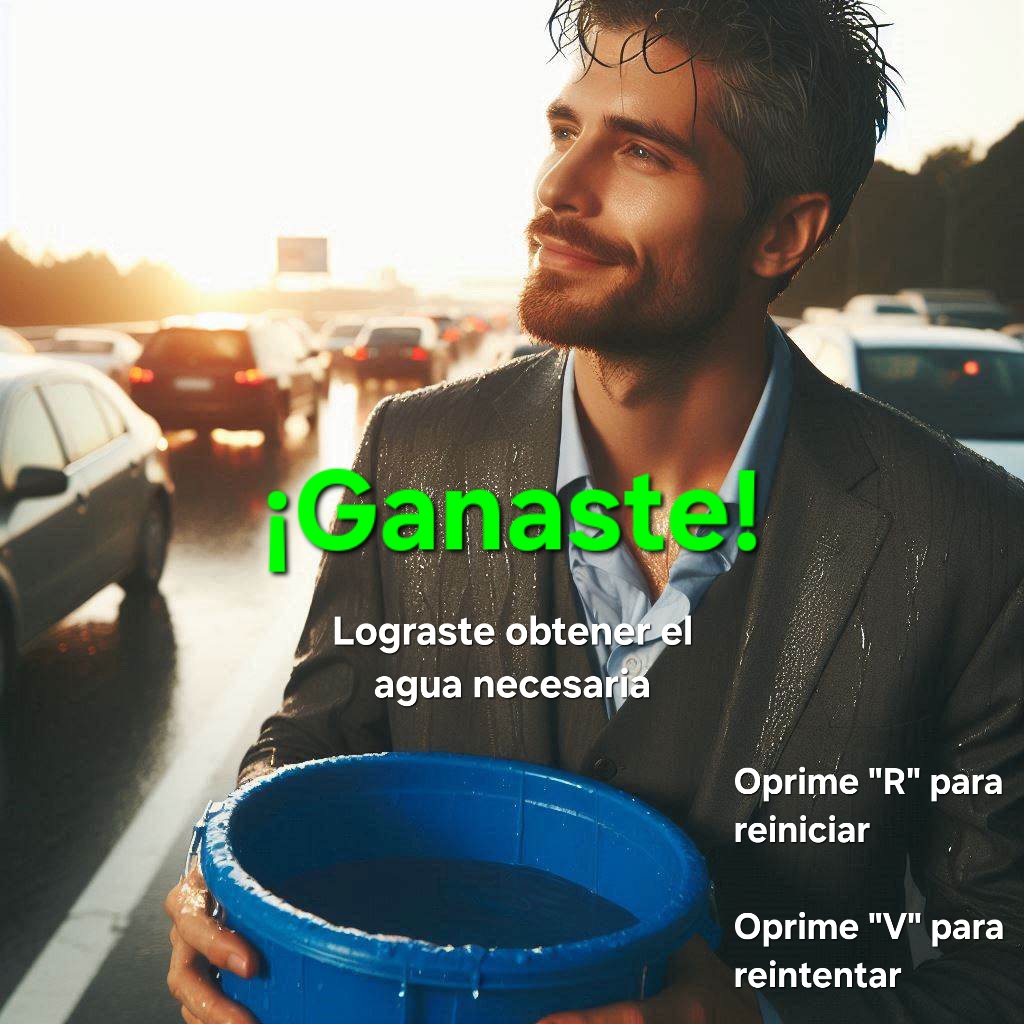 ¡Ganaste!
Lograste obtener el
agua necesaria
Oprime "R" para
reiniciar
Oprime "V" para
reintentar